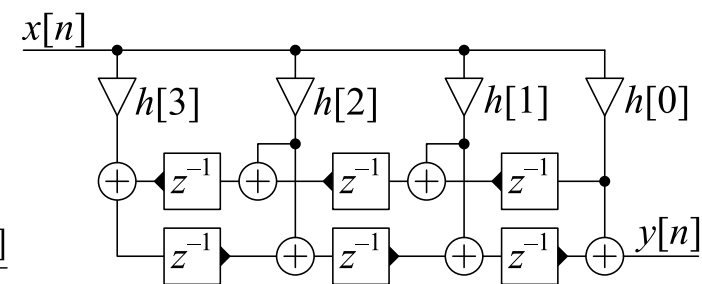 x[n]
h[3] h[2] h[1] h[0]
z⁻¹ z⁻¹ z⁻¹
z⁻¹ z⁻¹ z⁻¹ y[n]
]